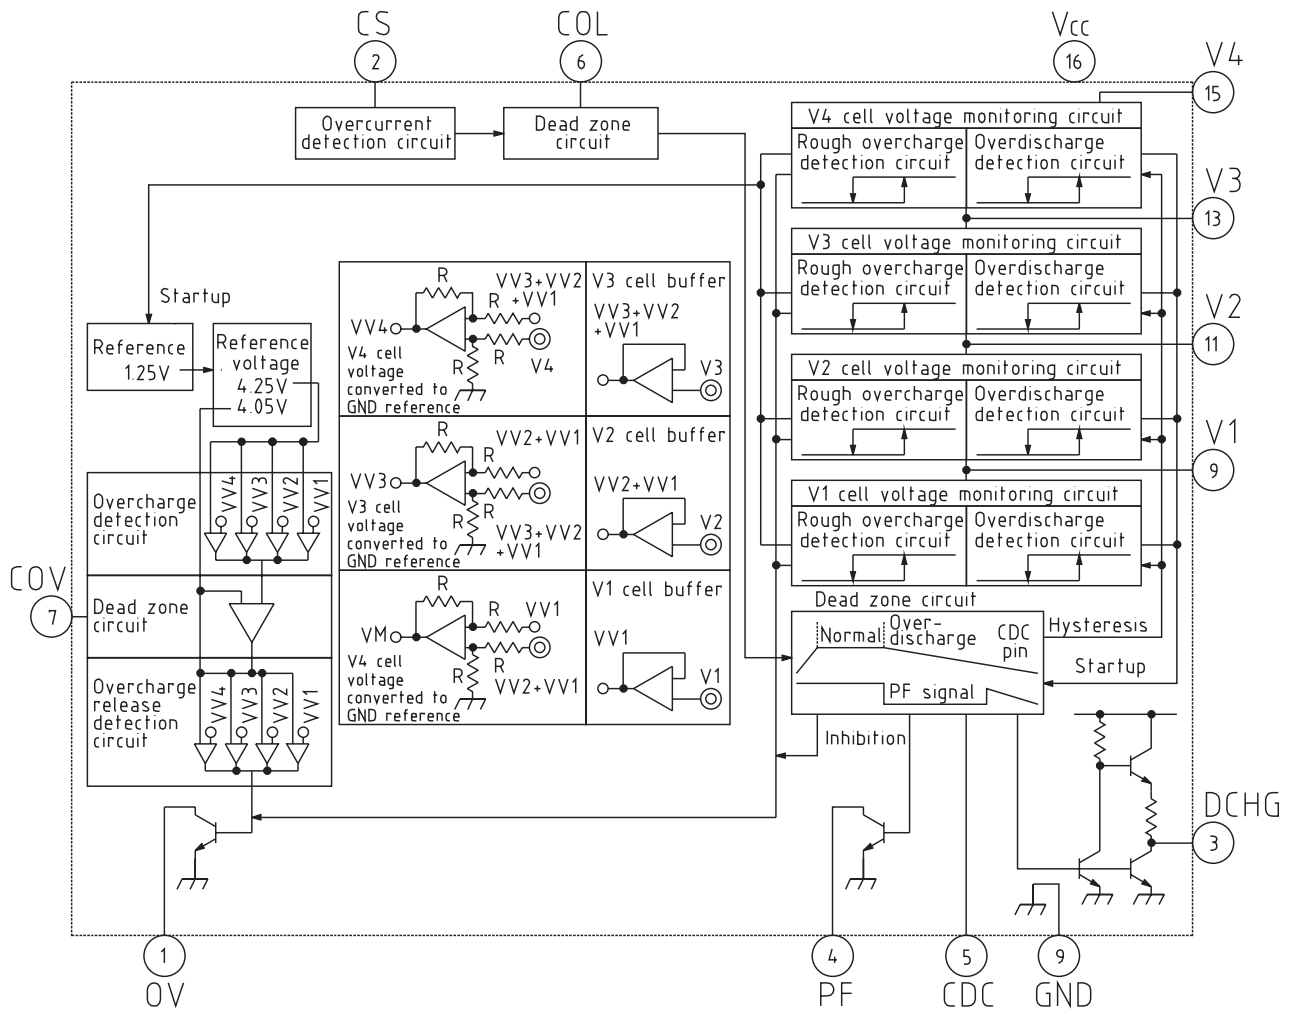 CS
2
COL
6
Vcc
16
V4
15
Overcurrent
detection circuit
Dead zone
circuit
V4 cell voltage monitoring circuit
Rough overcharge
detection circuit
Overdischarge
detection circuit
V3
13
V3 cell voltage monitoring circuit
Rough overcharge
detection circuit
Overdischarge
detection circuit
V2
11
V2 cell voltage monitoring circuit
Rough overcharge
detection circuit
Overdischarge
detection circuit
V1
9
V1 cell voltage monitoring circuit
Rough overcharge
detection circuit
Overdischarge
detection circuit
Startup
Reference
1.25V
Reference
voltage
4.25V
4.05V
R
VV3+VV2
+VV1
R
VV4
R
R
V4
V4 cell
voltage
converted to
GND reference
V3 cell buffer
VV3+VV2
+VV1
V3
R
VV2+VV1
R
VV3
R
R
VV3+VV2
+VV1
V3 cell
voltage
converted to
GND reference
V2 cell buffer
VV2+VV1
V2
R
VV1
R
VM
R
R
VV2+VV1
V4 cell
voltage
converted to
GND reference
V1 cell buffer
VV1
V1
Overcharge
detection
circuit
VV4
VV3
VV2
VV1
COV
7
Dead zone
circuit
Overcharge
release
detection
circuit
VV4
VV3
VV2
VV1
Dead zone circuit
Normal
Over-
discharge
CDC
pin
PF signal
Hysteresis
Startup
Inhibition
DCHG
3
1
OV
4
PF
5
CDC
9
GND